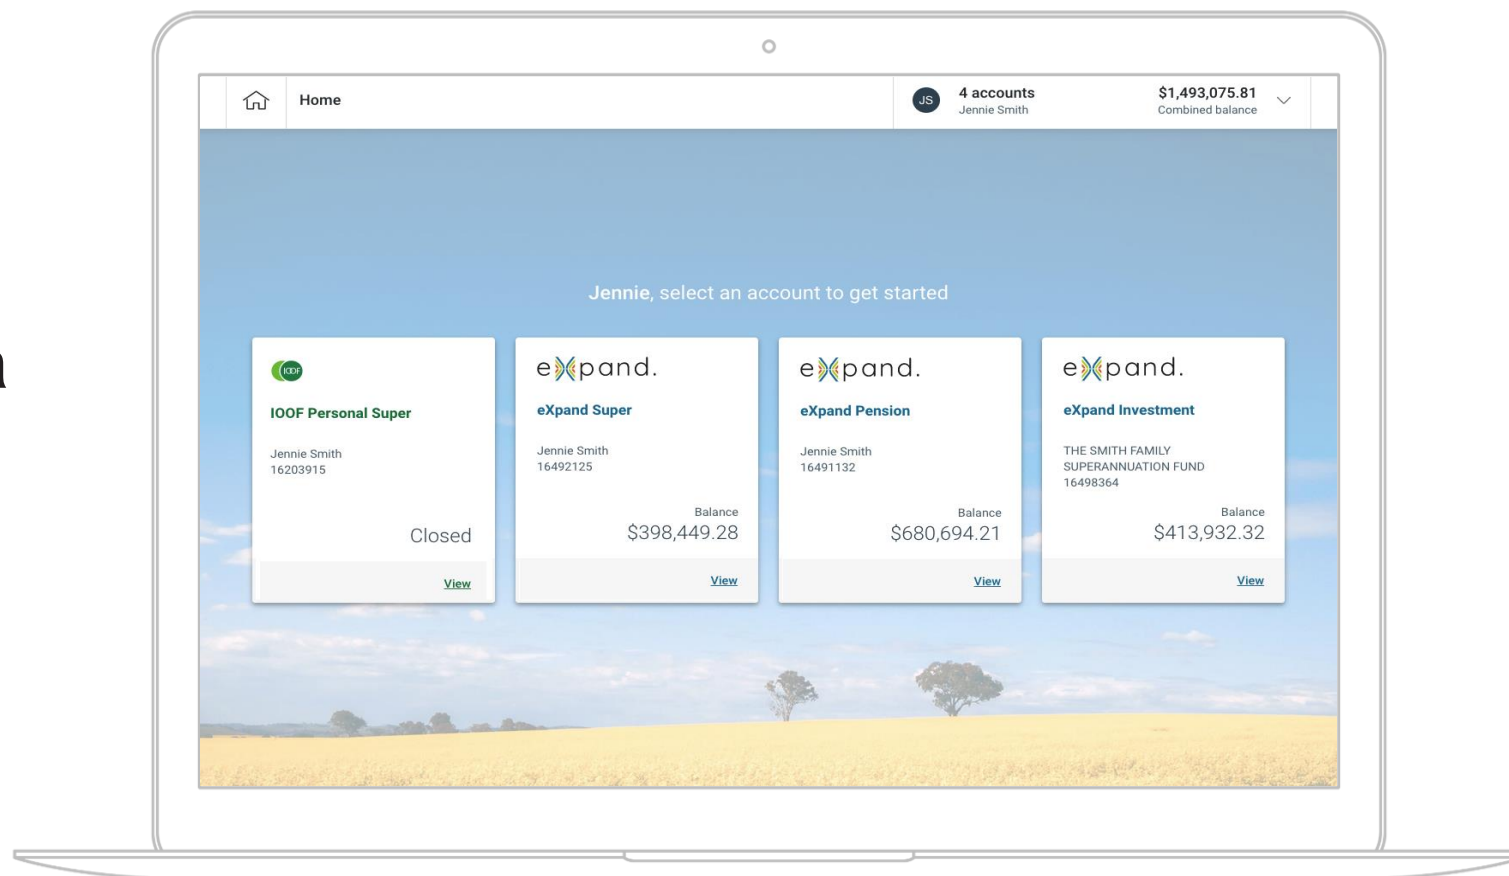 Home
JS
4 accounts
Jennie Smith
$1,493,075.81
Combined balance
Jennie, select an account to get started
IOOF
IOOF Personal Super
Jennie Smith
16203915
Closed
View
eXpand.
eXpand Super
Jennie Smith
16492125
Balance
$398,449.28
View
eXpand.
eXpand Pension
Jennie Smith
16491132
Balance
$680,694.21
View
eXpand.
eXpand Investment
THE SMITH FAMILY
SUPERANNUATION FUND
16498364
Balance
$413,932.32
View